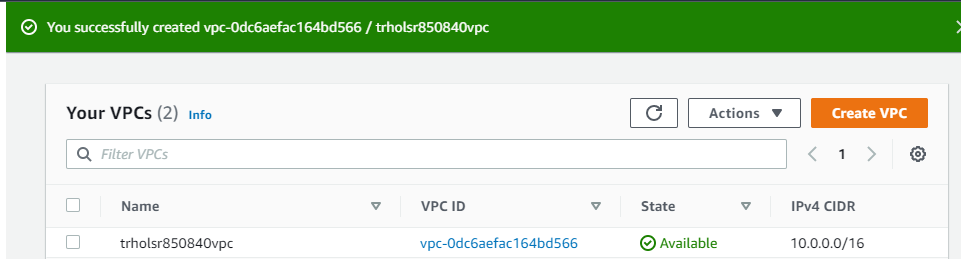 You successfully created vpc-0dc6aefac164bd566 / trholsr850840vpc
Your VPCs (2) Info
Actions
Create VPC
Filter VPCs
1
Name VPC ID State IPv4 CIDR
trholsr850840vpc vpc-0dc6aefac164bd566 Available 10.0.0.0/16